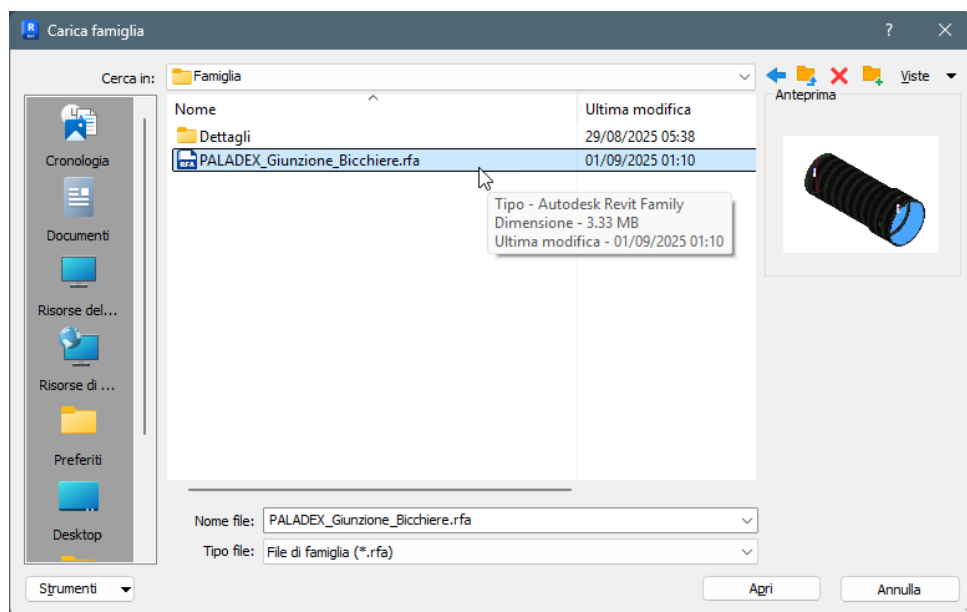 R
Carica famiglia
?
Cerca in:
Famiglia
Viste
Anteprima
Nome
Ultima modifica
Dettagli
29/08/2025 05:38
RFA
PALADEX_Giunzione_Bicchiere.rfa
01/09/2025 01:10
Tipo - Autodesk Revit Family
Dimensione - 3.33 MB
Ultima modifica - 01/09/2025 01:10
Cronologia
Documenti
Risorse del...
Risorse di ...
Preferiti
Desktop
Nome file:
PALADEX_Giunzione_Bicchiere.rfa
Tipo file:
File di famiglia (*.rfa)
Strumenti
Apri
Annulla